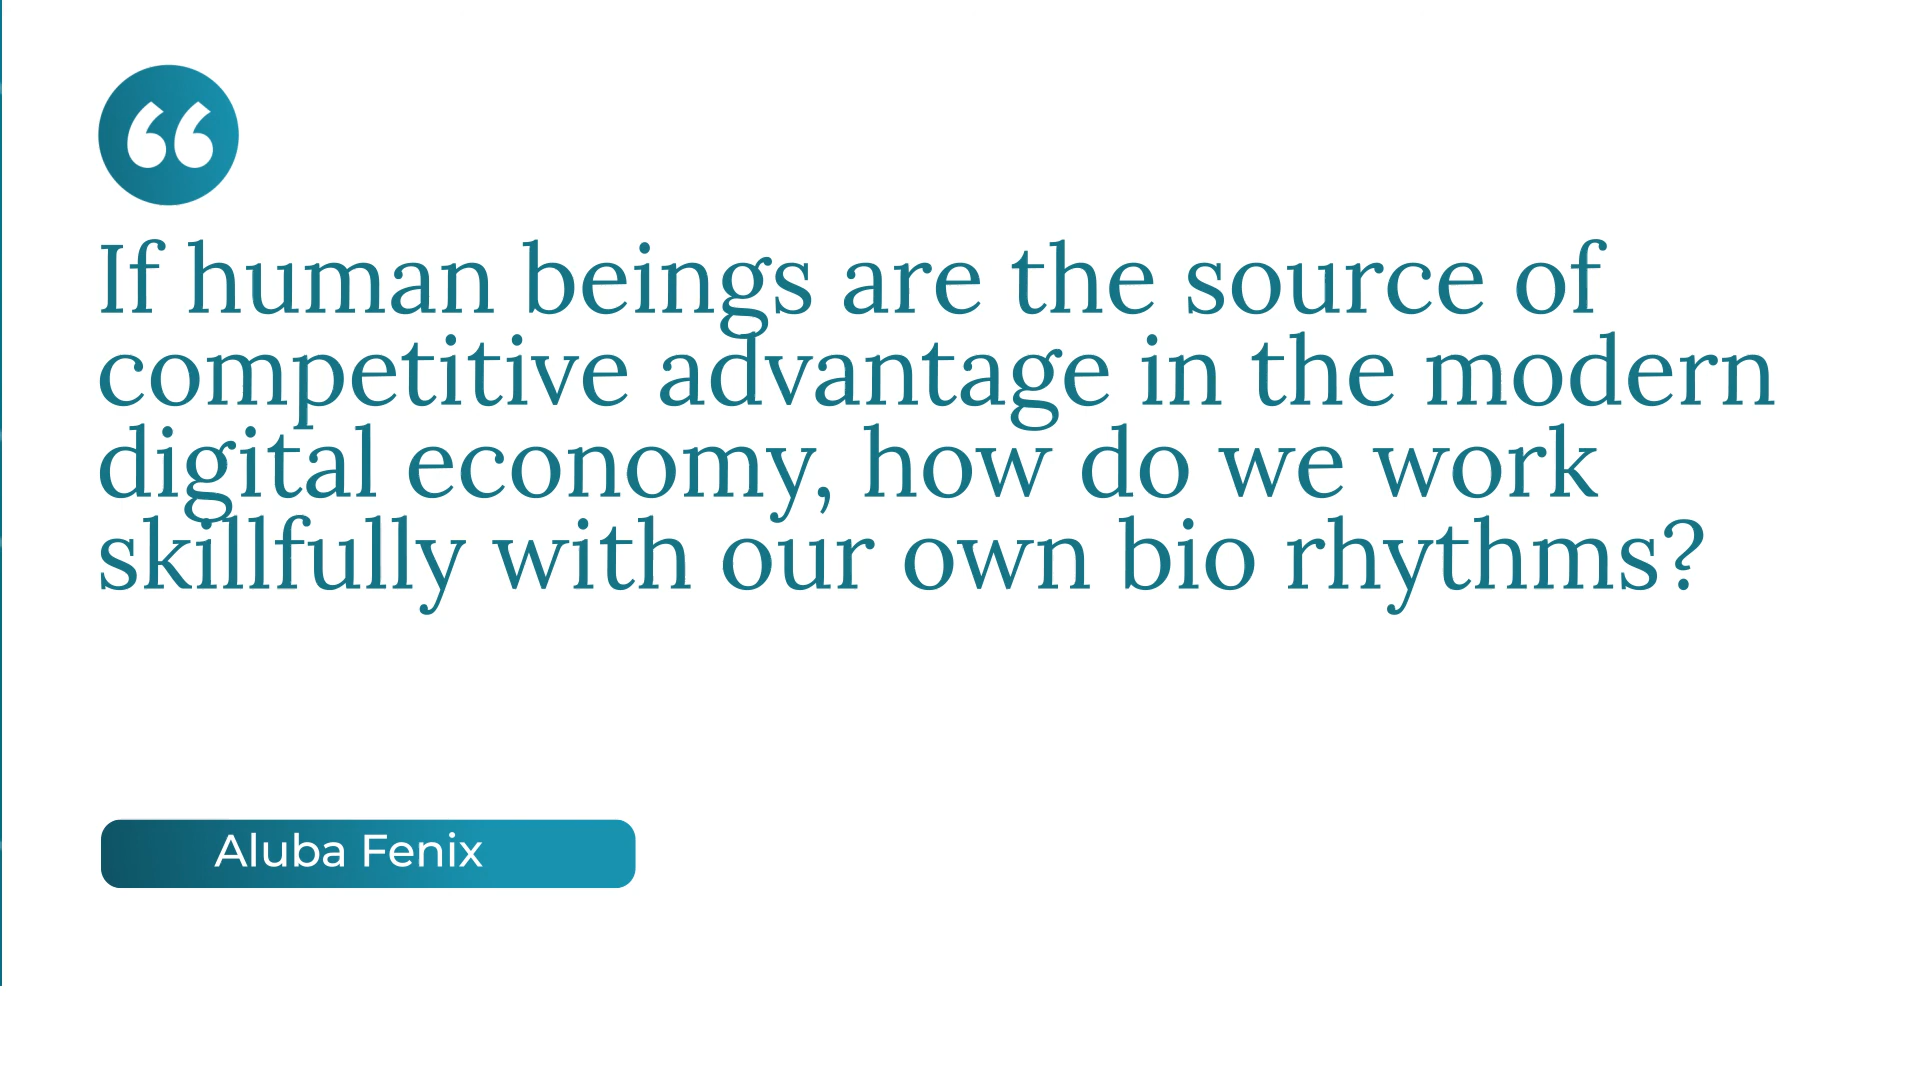 “
If human beings are the source of
competitive advantage in the modern
digital economy, how do we work
skillfully with our own bio rhythms?
Aluba Fenix